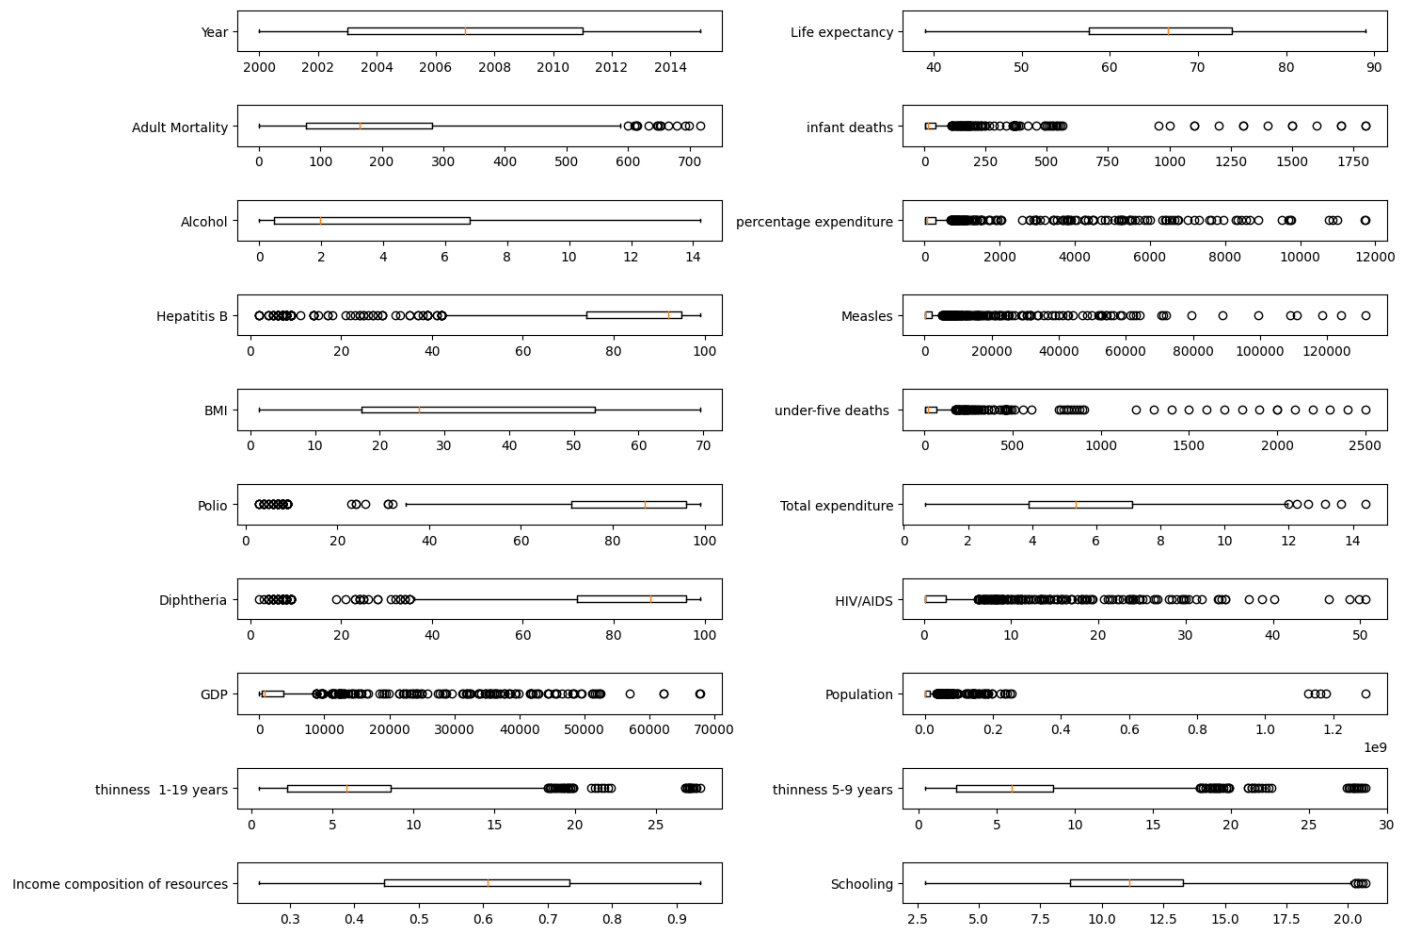 Year
2000 2002 2004 2006 2008 2010 2012 2014
Life expectancy
40 50 60 70 80 90
Adult Mortality
0 100 200 300 400 500 600 700
infant deaths
0 250 500 750 1000 1250 1500 1750
Alcohol
0 2 4 6 8 10 12 14
percentage expenditure
0 2000 4000 6000 8000 10000 12000
Hepatitis B
0 20 40 60 80 100
Measles
0 20000 40000 60000 80000 100000 120000
BMI
0 10 20 30 40 50 60 70
under-five deaths
0 500 1000 1500 2000 2500
Polio
0 20 40 60 80 100
Total expenditure
0 2 4 6 8 10 12 14
Diphtheria
0 20 40 60 80 100
HIV/AIDS
0 10 20 30 40 50
GDP
0 10000 20000 30000 40000 50000 60000 70000
Population
0.0 0.2 0.4 0.6 0.8 1.0 1.2
1e9
thinness  1-19 years
0 5 10 15 20 25
thinness 5-9 years
0 5 10 15 20 25 30
Income composition of resources
0.3 0.4 0.5 0.6 0.7 0.8 0.9
Schooling
2.5 5.0 7.5 10.0 12.5 15.0 17.5 20.0